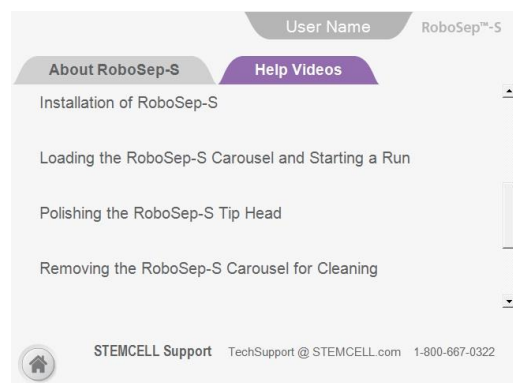 User Name
RoboSep™-S
About RoboSep-S
Help Videos
Installation of RoboSep-S
Loading the RoboSep-S Carousel and Starting a Run
Polishing the RoboSep-S Tip Head
Removing the RoboSep-S Carousel for Cleaning
STEMCELL Support TechSupport @ STEMCELL.com 1-800-667-0322